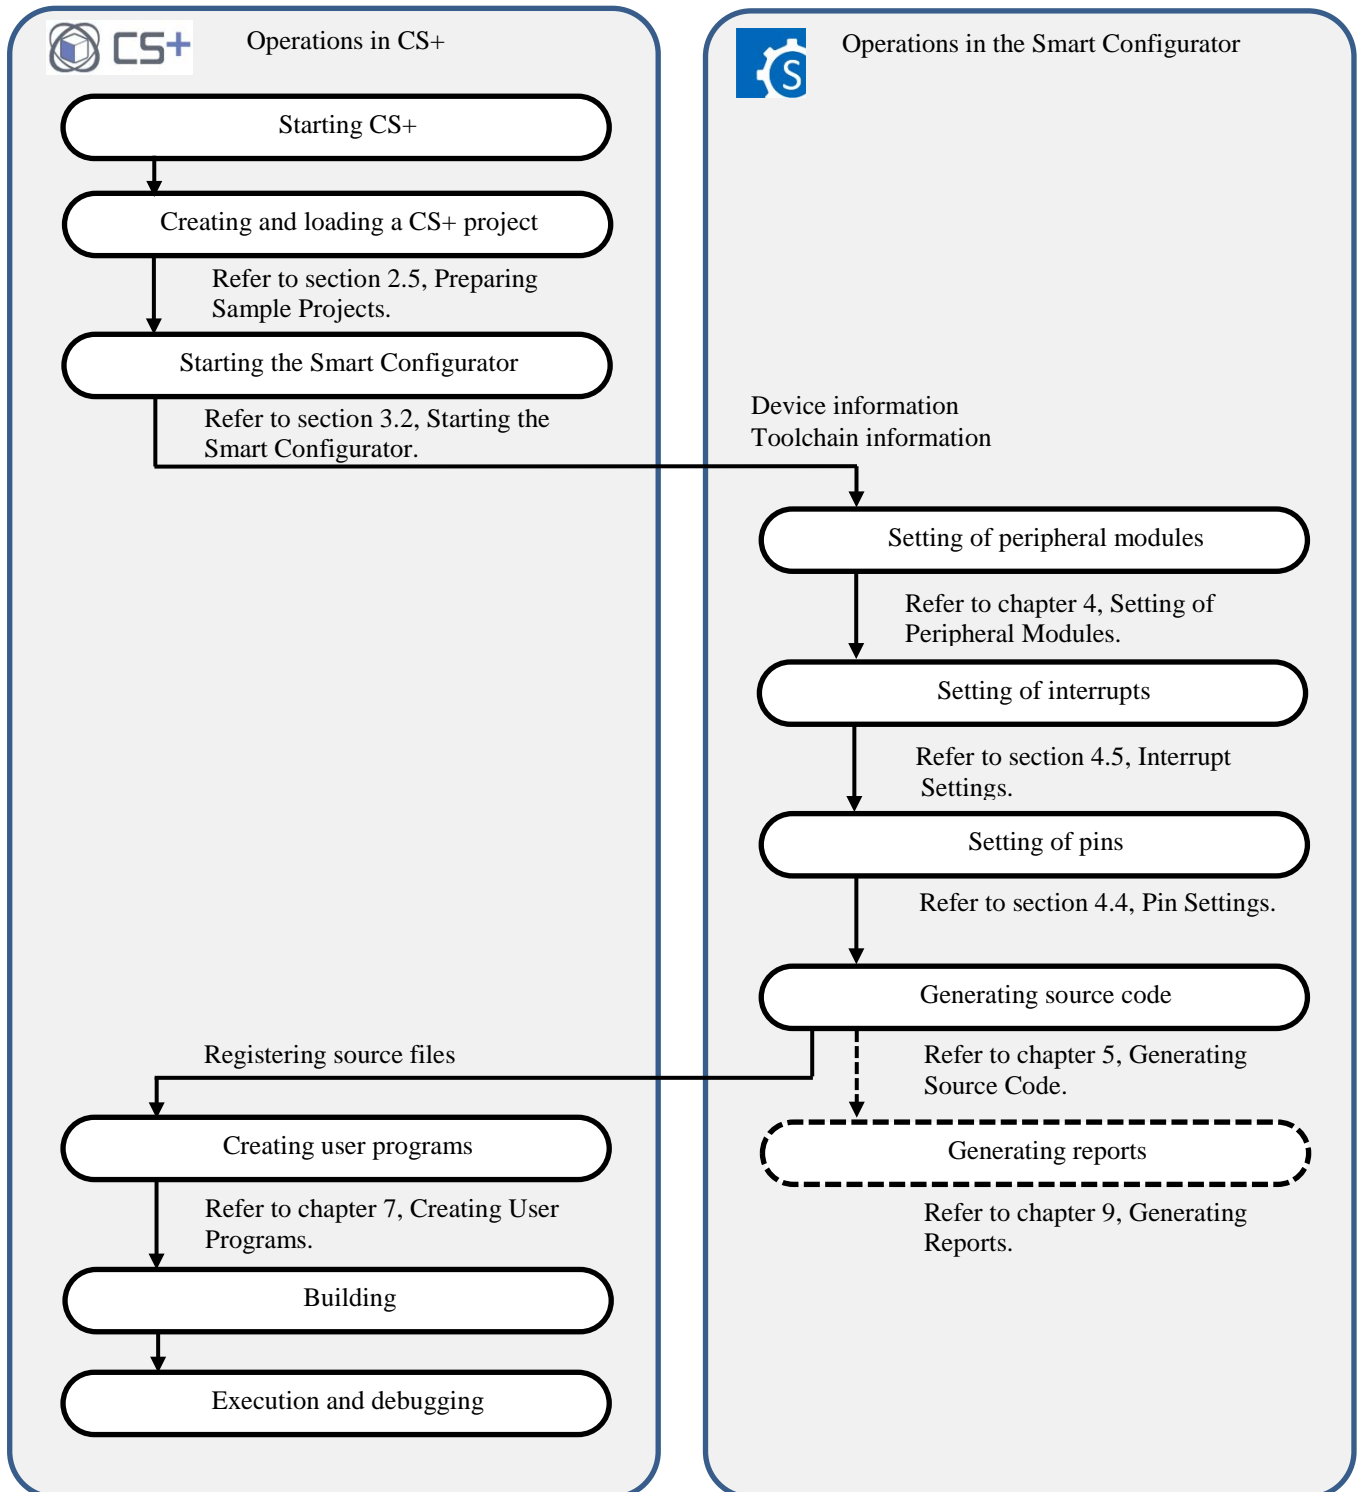 CS+
Operations in CS+
Starting CS+
Creating and loading a CS+ project
Refer to section 2.5, Preparing
Sample Projects.
Starting the Smart Configurator
Refer to section 3.2, Starting the
Smart Configurator.
S
Operations in the Smart Configurator
Device information
Toolchain information
Setting of peripheral modules
Refer to chapter 4, Setting of
Peripheral Modules.
Setting of interrupts
Refer to section 4.5, Interrupt
Settings.
Setting of pins
Refer to section 4.4, Pin Settings.
Generating source code
Refer to chapter 5, Generating
Source Code.
Generating reports
Refer to chapter 9, Generating
Reports.
Registering source files
Creating user programs
Refer to chapter 7, Creating User
Programs.
Building
Execution and debugging